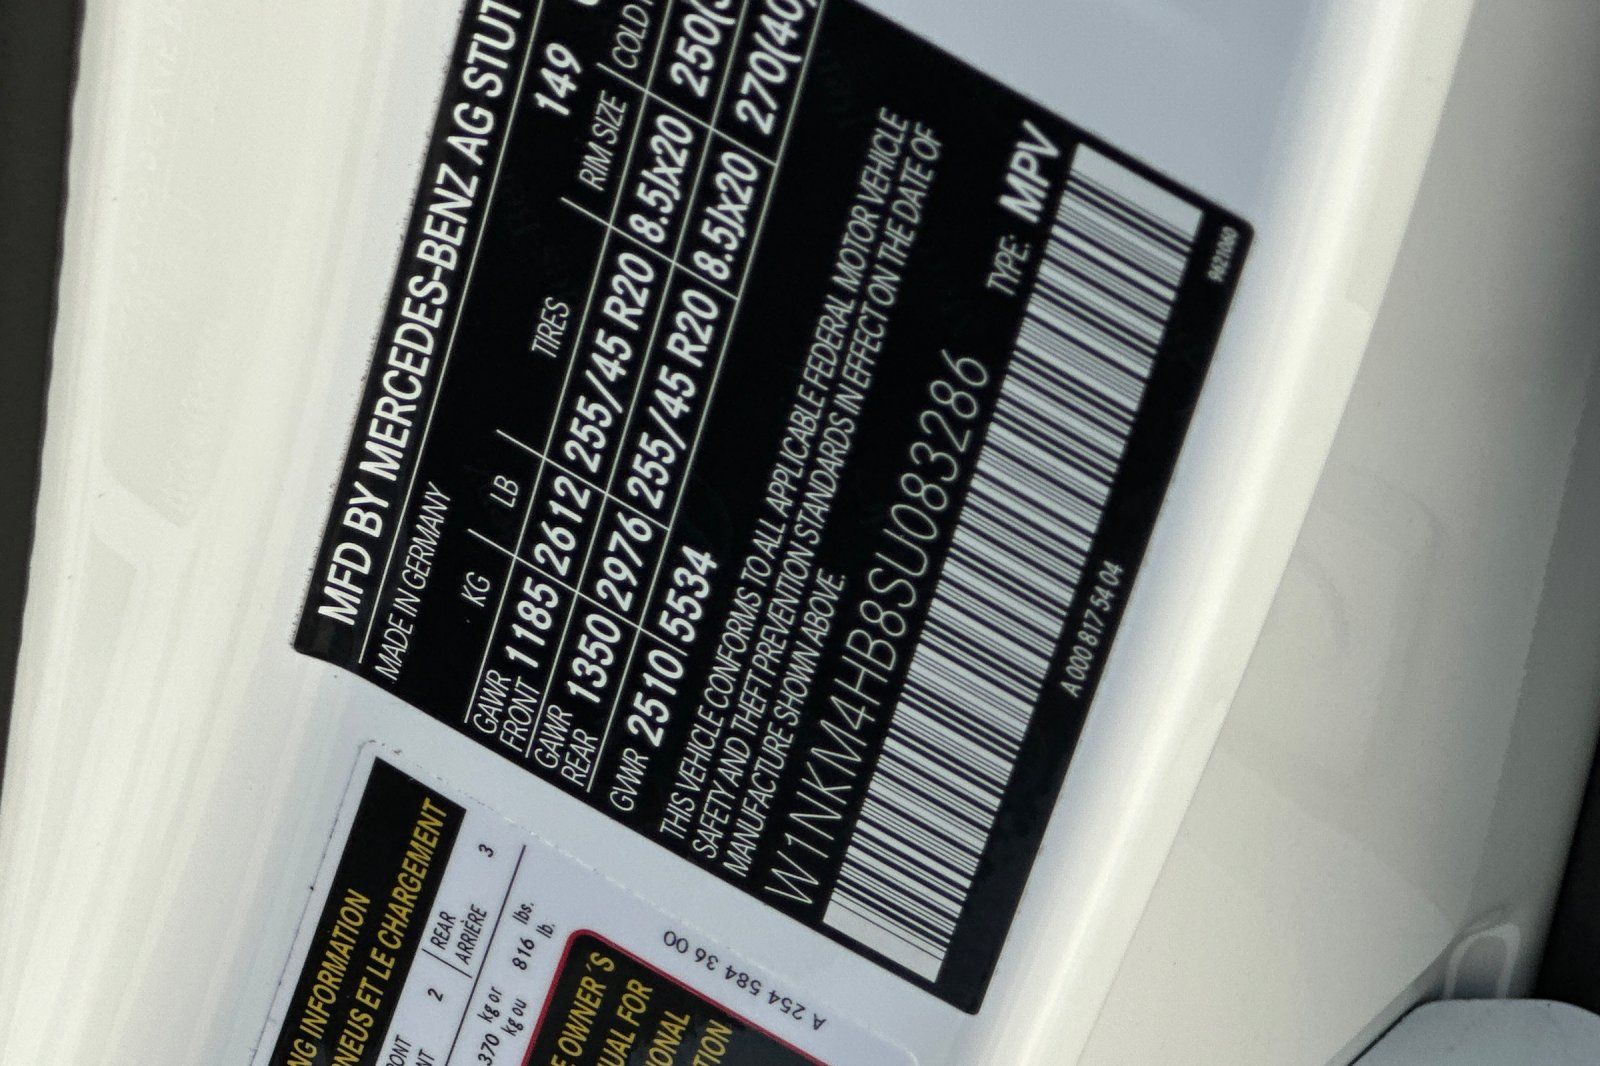 MFD BY MERCEDES-BENZ AG STUT
MADE IN GERMANY
149
KG LB TIRES RIM SIZE COLD
GAWR FRONT 1185 2612 255/45 R20 8.5Jx20 250(
GAWR REAR 1350 2976 255/45 R20 8.5Jx20 270(40
GVWR 2510 5534
THIS VEHICLE CONFORMS TO ALL APPLICABLE FEDERAL MOTOR VEHICLE
SAFETY AND THEFT PREVENTION STANDARDS IN EFFECT ON THE DATE OF
MANUFACTURE SHOWN ABOVE.
W1NKM4HB8SU083286 TYPE: MPV
A 000 817 54 04
9621060
NG INFORMATION
NEUS ET LE CHARGEMENT
2 REAR 3
ARRIÈRE
370 kg or 816 lbs.
kg ou lb.
OWNER'S
UAL FOR
IONAL
TION
A 254 584 36 00